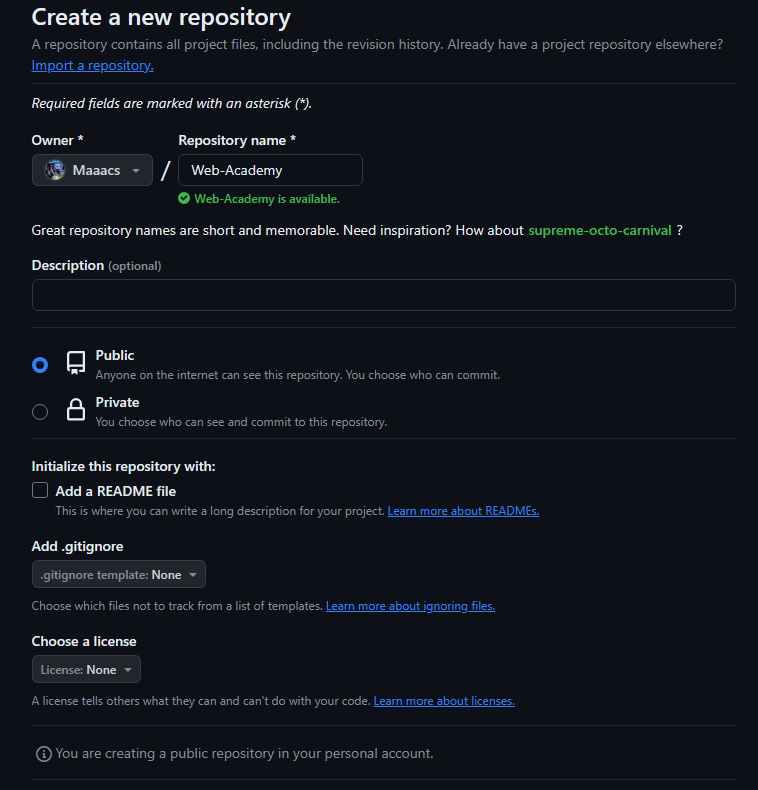 Create a new repository
A repository contains all project files, including the revision history. Already have a project repository elsewhere?
Import a repository.
Required fields are marked with an asterisk (*).
Owner *
Repository name *
Maaacs
/
Web-Academy
Web-Academy is available.
Great repository names are short and memorable. Need inspiration? How about supreme-octo-carnival ?
Description (optional)
Public
Anyone on the internet can see this repository. You choose who can commit.
Private
You choose who can see and commit to this repository.
Initialize this repository with:
Add a README file
This is where you can write a long description for your project. Learn more about READMEs.
Add .gitignore
.gitignore template: None
Choose which files not to track from a list of templates. Learn more about ignoring files.
Choose a license
License: None
A license tells others what they can and can't do with your code. Learn more about licenses.
You are creating a public repository in your personal account.